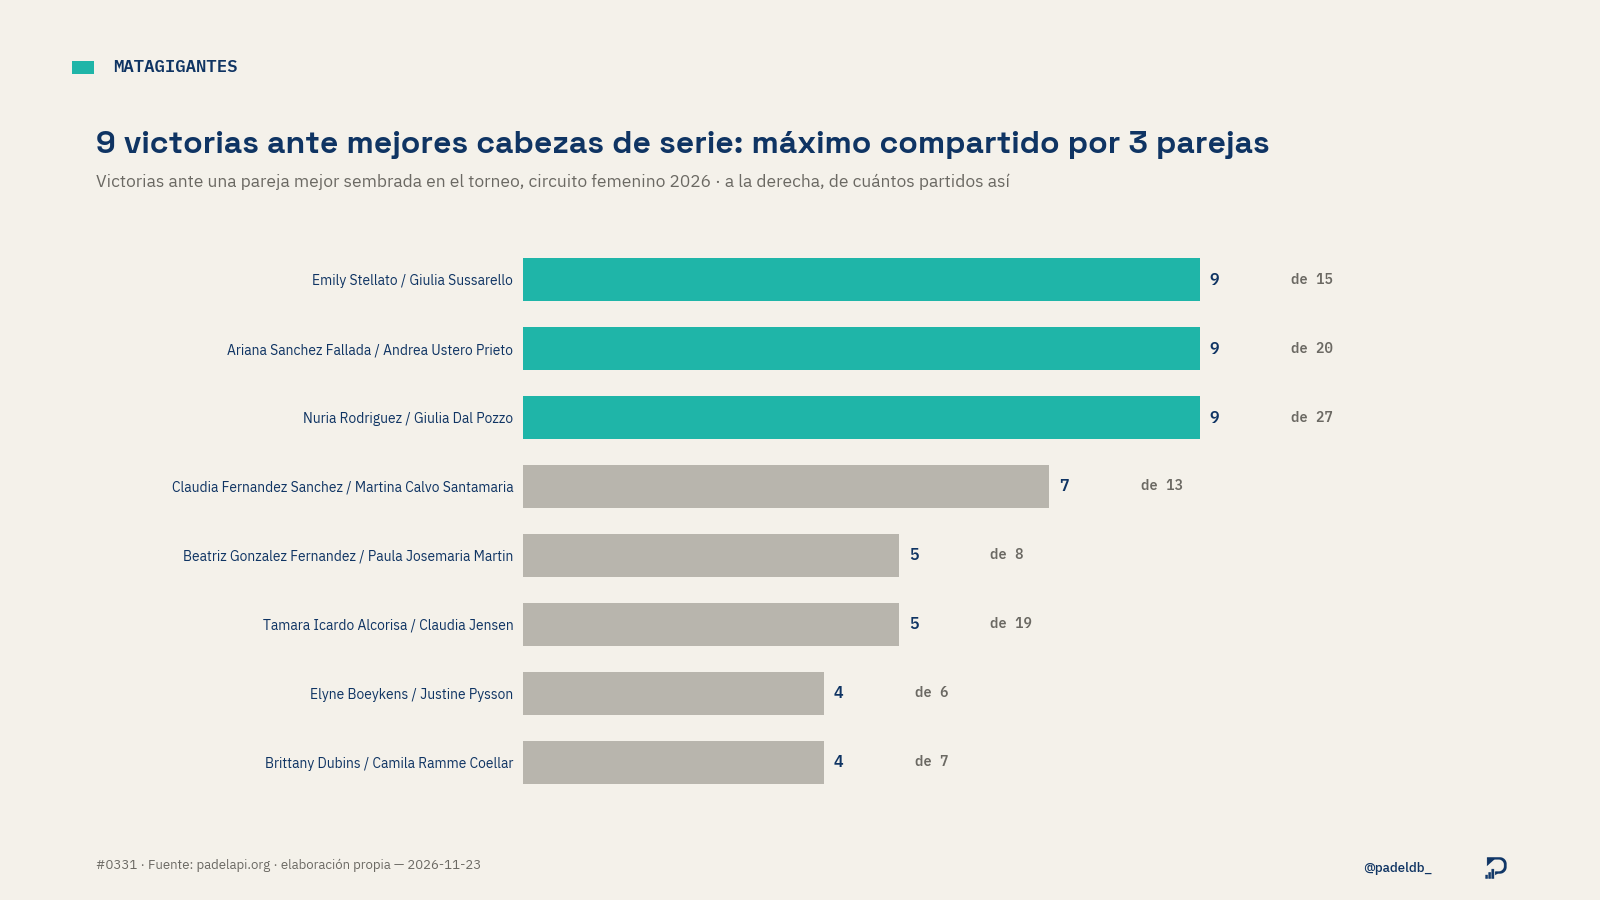 MATAGIGANTES
9 victorias ante mejores cabezas de serie: máximo compartido por 3 parejas
Victorias ante una pareja mejor sembrada en el torneo, circuito femenino 2026 · a la derecha, de cuántos partidos así
Emily Stellato / Giulia Sussarello 9 de 15
Ariana Sanchez Fallada / Andrea Ustero Prieto 9 de 20
Nuria Rodriguez / Giulia Dal Pozzo 9 de 27
Claudia Fernandez Sanchez / Martina Calvo Santamaria 7 de 13
Beatriz Gonzalez Fernandez / Paula Josemaria Martin 5 de 8
Tamara Icardo Alcorisa / Claudia Jensen 5 de 19
Elyne Boeykens / Justine Pysson 4 de 6
Brittany Dubins / Camila Ramme Coellar 4 de 7
#0331 · Fuente: padelapi.org · elaboración propia — 2026-11-23
@padeldb_